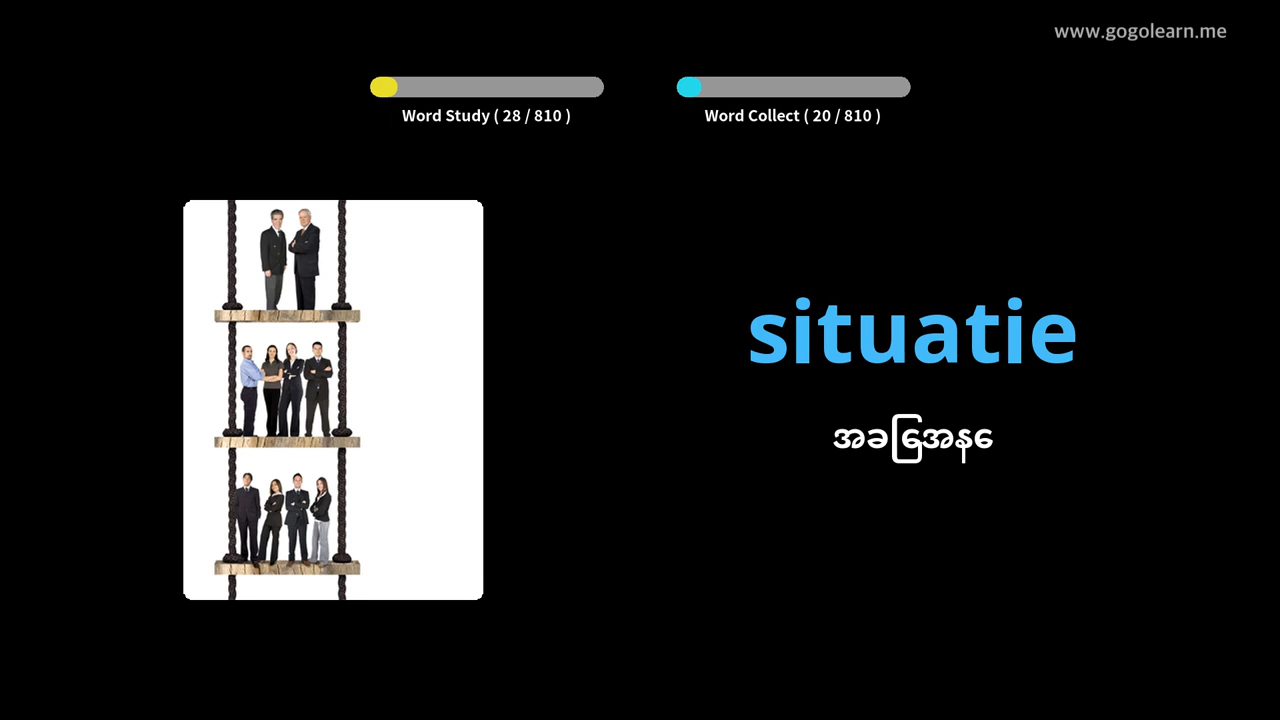 www.gogolearn.me
Word Study ( 28 / 810 )
Word Collect ( 20 / 810 )
situatie
အခြေအနေ